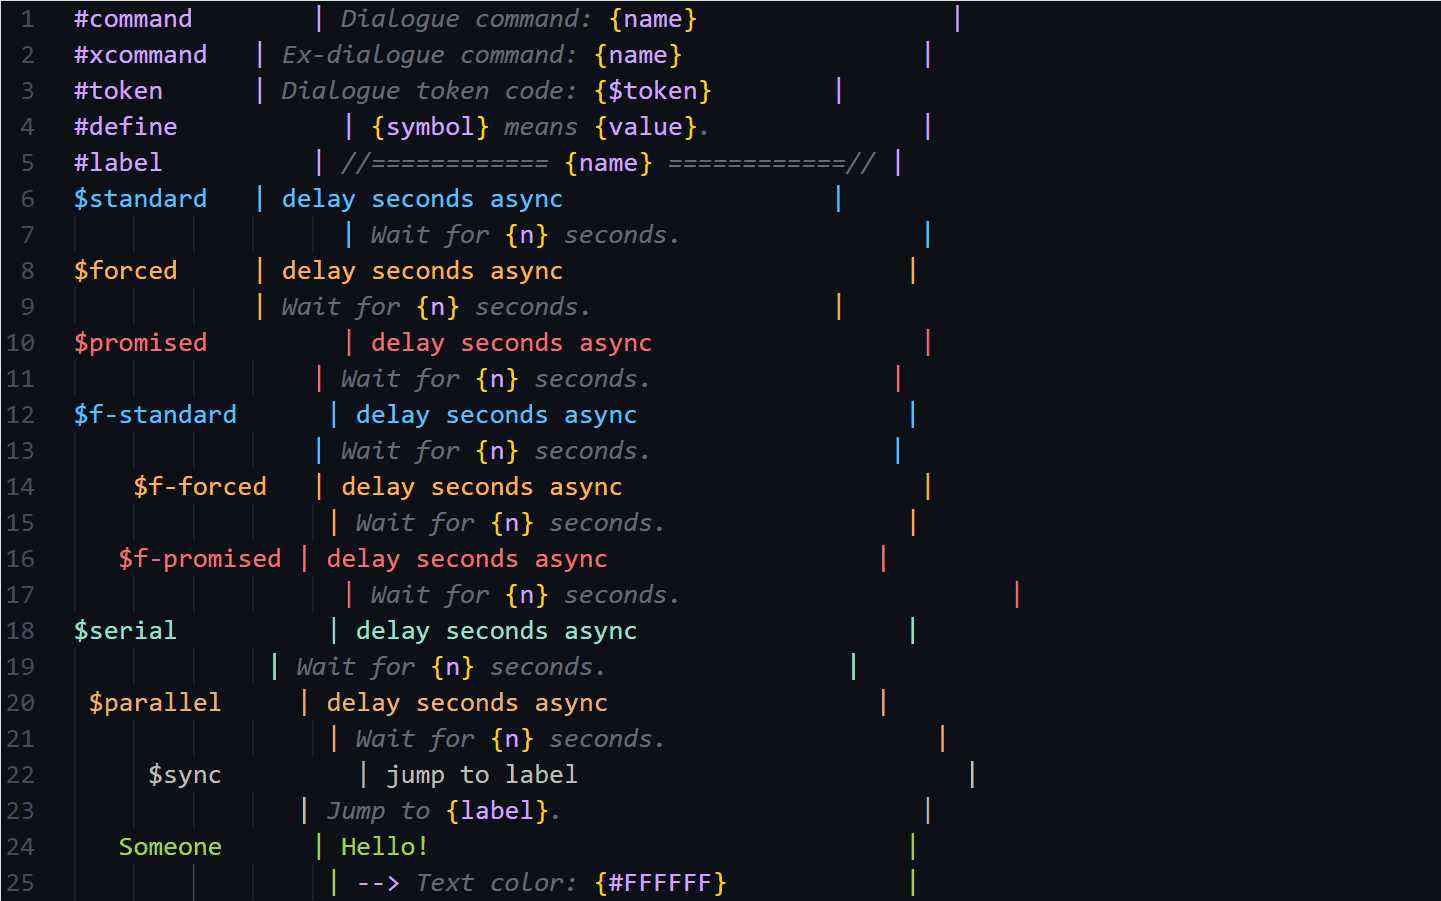 1 #command | Dialogue command: {name} |
2 #xcommand | Ex-dialogue command: {name} |
3 #token | Dialogue token code: {$token} |
4 #define | {symbol} means {value}. |
5 #label | //============ {name} ============// |
6 $standard | delay seconds async |
7 | Wait for {n} seconds. |
8 $forced | delay seconds async |
9 | Wait for {n} seconds. |
10 $promised | delay seconds async |
11 | Wait for {n} seconds. |
12 $f-standard | delay seconds async |
13 | Wait for {n} seconds. |
14 $f-forced | delay seconds async |
15 | Wait for {n} seconds. |
16 $f-promised | delay seconds async |
17 | Wait for {n} seconds. |
18 $serial | delay seconds async |
19 | Wait for {n} seconds. |
20 $parallel | delay seconds async |
21 | Wait for {n} seconds. |
22 $sync | jump to label |
23 | Jump to {label}. |
24 Someone | Hello! |
25 | --> Text color: {#FFFFFF} |